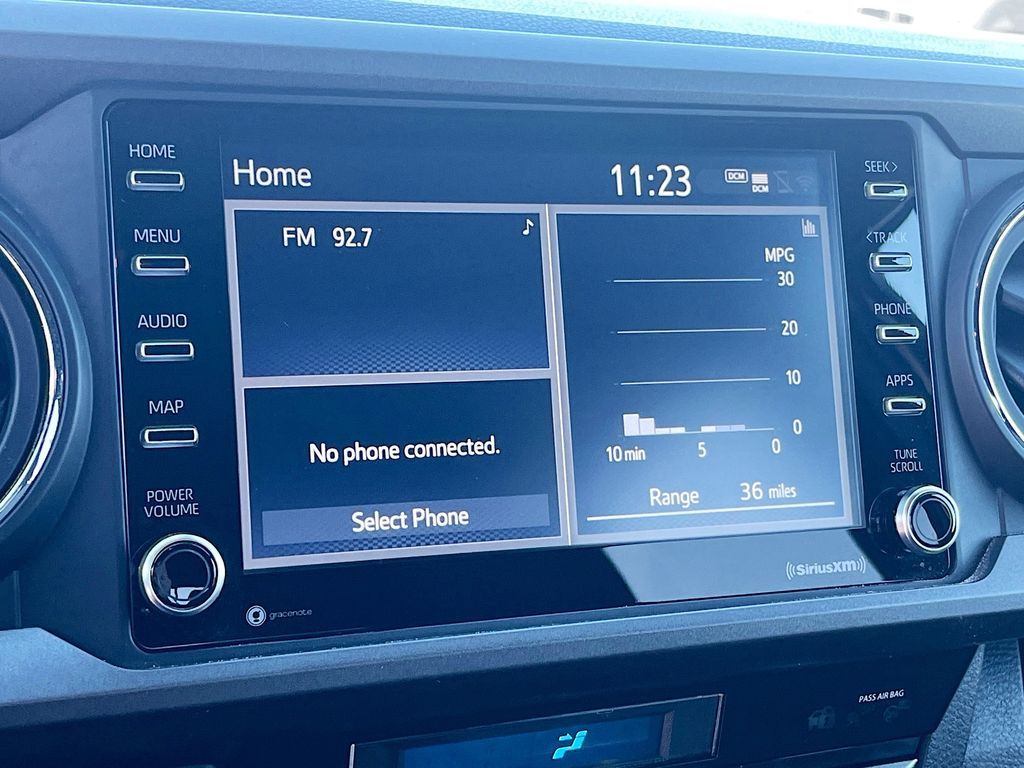 HOME
MENU
AUDIO
MAP
POWER
VOLUME
Home
11:23
DCM
DCM
FM 92.7
No phone connected.
Select Phone
MPG
30
20
10
0
10 min 5 0
Range 36 miles
SEEK >
< TRACK
PHONE
APPS
TUNE
SCROLL
gracenote
((SiriusXM))
PASS AIR BAG